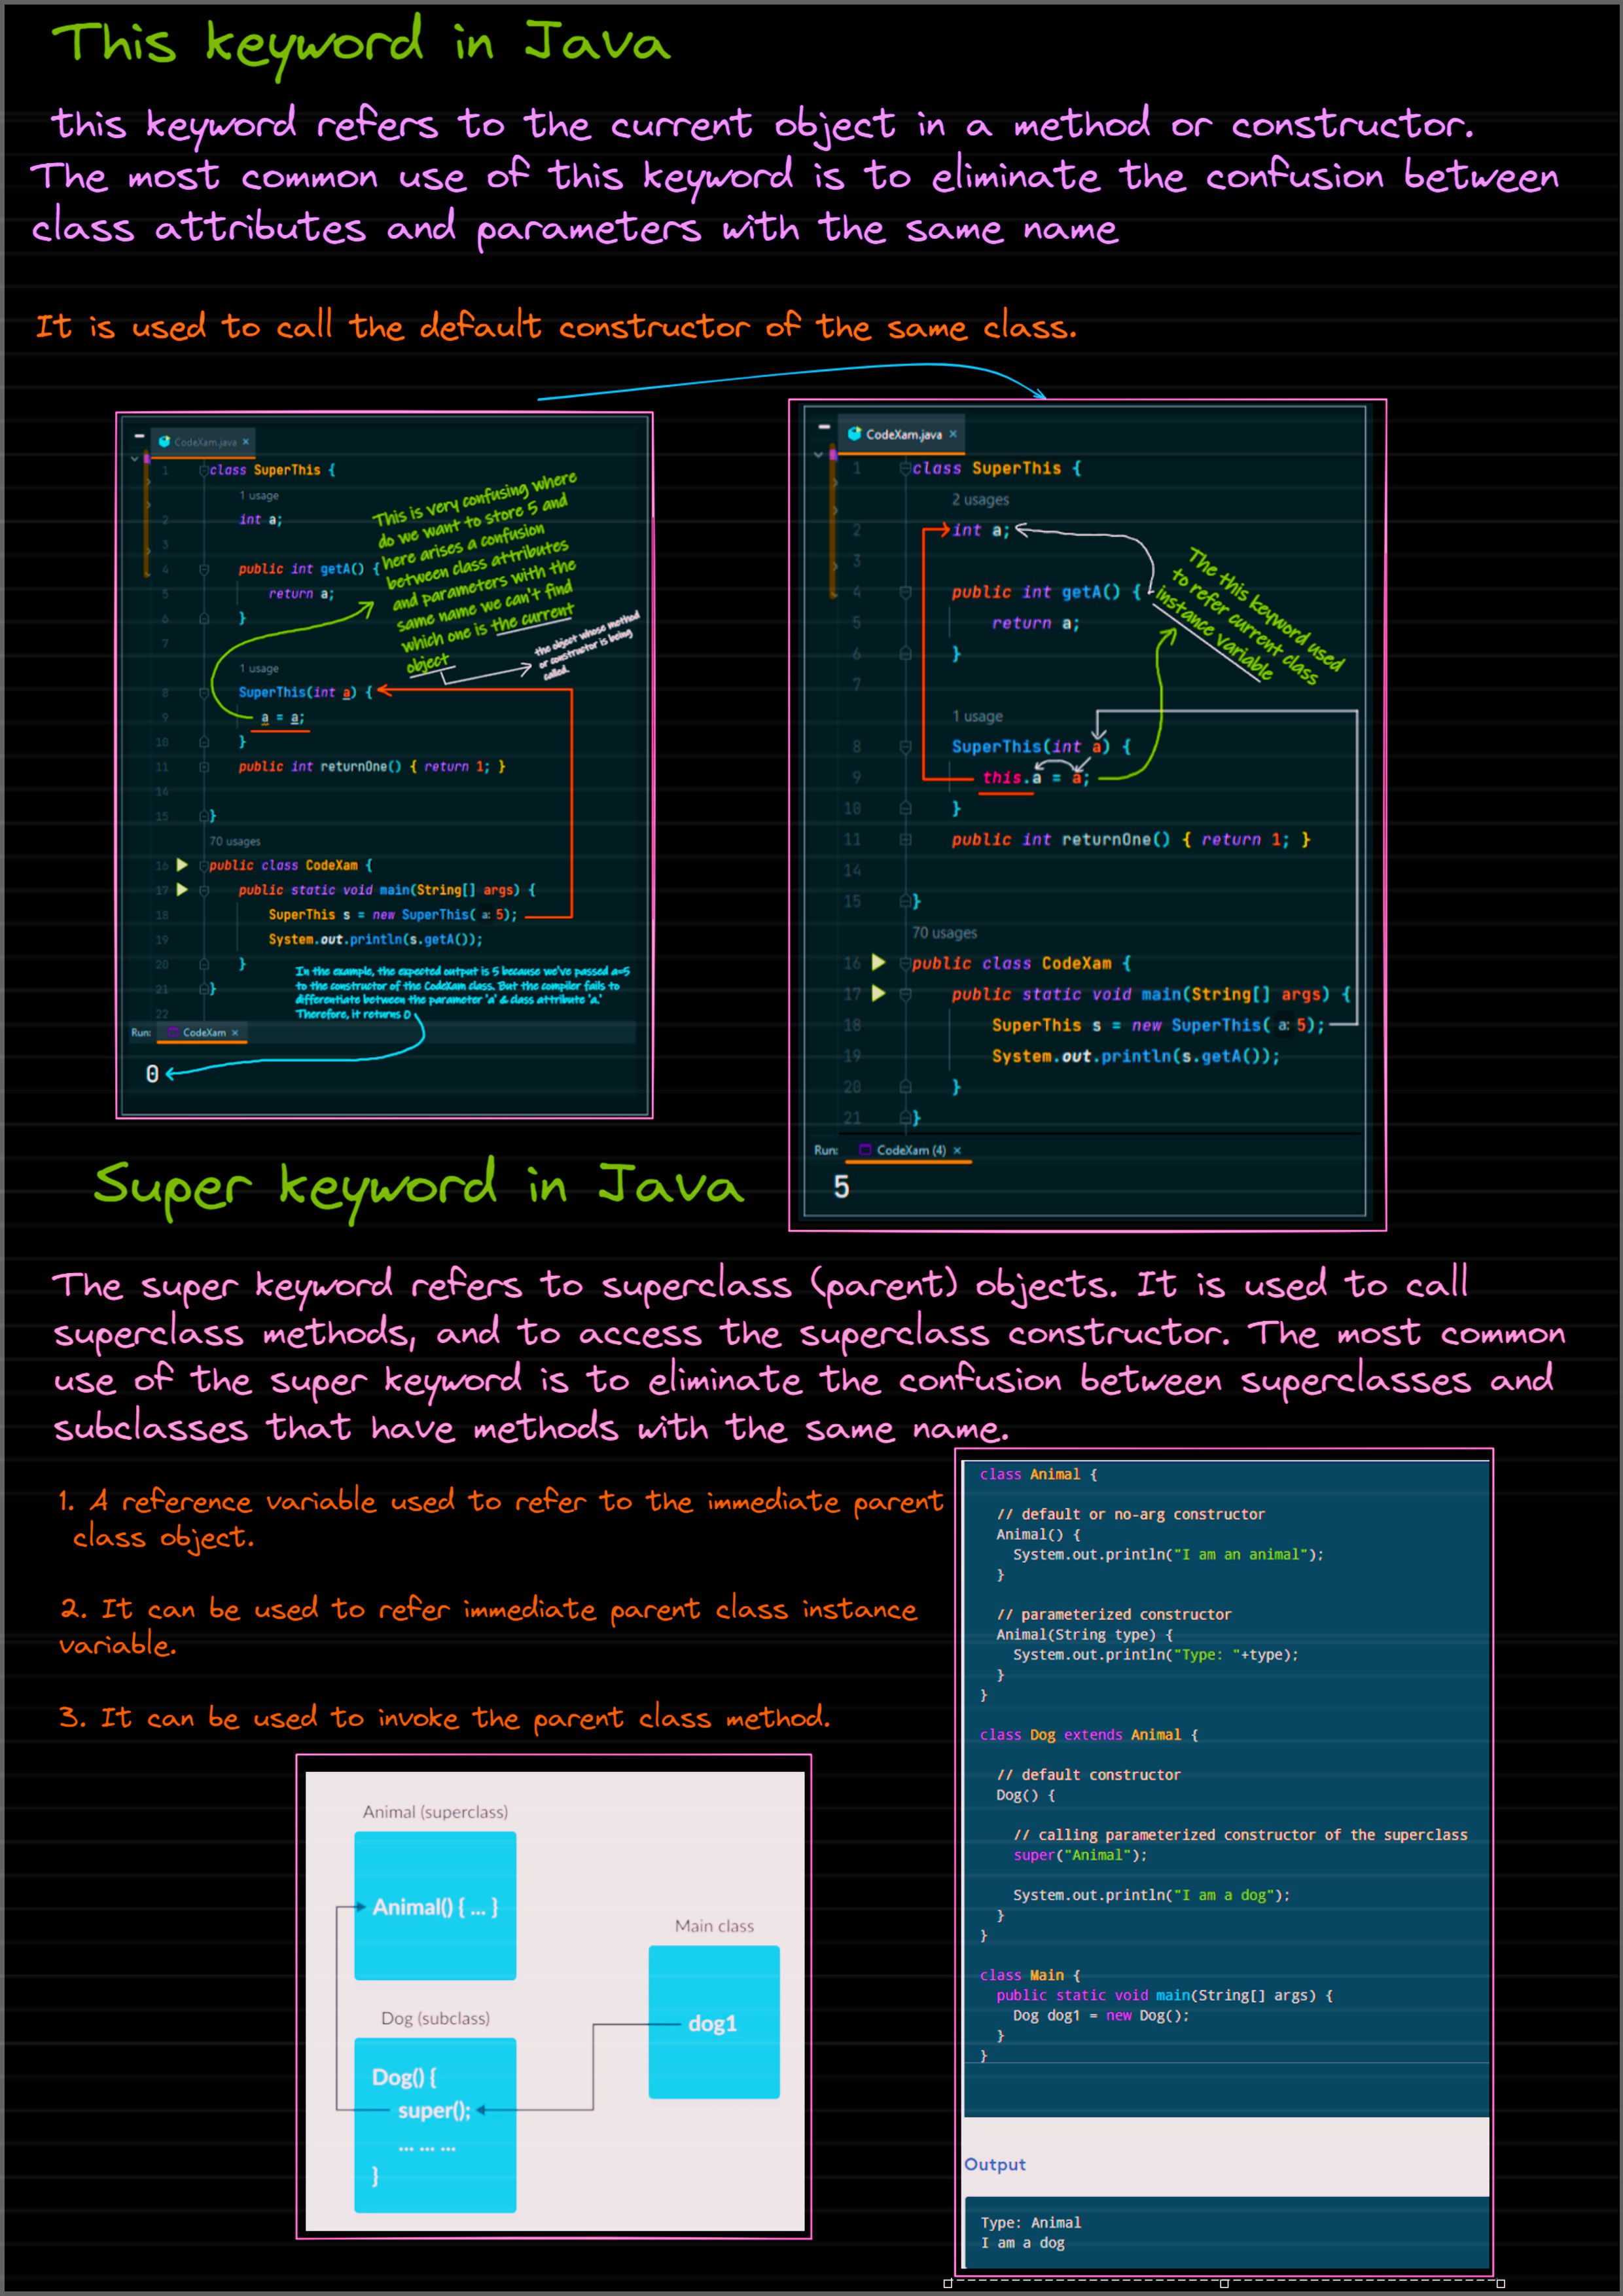 This keyword in Java
this keyword refers to the current object in a method or constructor.
The most common use of this keyword is to eliminate the confusion between
class attributes and parameters with the same name
It is used to call the default constructor of the same class.
CodeXam.java ×
1 class SuperThis {
1 usage
2 int a;
3
4 public int getA() {
5 return a;
6 }
7
1 usage
8 SuperThis(int a) {
9 a = a;
10 }
11 public int returnOne() { return 1; }
14
15 }
70 usages
16 public class CodeXam {
17 public static void main(String[] args) {
18 SuperThis s = new SuperThis( a: 5);
19 System.out.println(s.getA());
20 }
21 }
22
This is very confusing where
do we want to store 5 and
here arises a confusion
between class attributes
and parameters with the
same name we can't find
which one is the current
object
the object whose method
or constructor is being
called.
In the example, the expected output is 5 because we've passed a=5
to the constructor of the CodeXam class. But the compiler fails to
differentiate between the parameter 'a' & class attribute 'a.'
Therefore, it returns 0
Run: CodeXam ×
0
CodeXam.java ×
1 class SuperThis {
2 usages
2 int a;
3
4 public int getA() {
5 return a;
6 }
7
1 usage
8 SuperThis(int a) {
9 this.a = a;
10 }
11 public int returnOne() { return 1; }
14
15 }
70 usages
16 public class CodeXam {
17 public static void main(String[] args) {
18 SuperThis s = new SuperThis( a: 5);
19 System.out.println(s.getA());
20 }
21 }
The this keyword used
to refer current class
instance variable
Run: CodeXam (4) ×
5
Super keyword in Java
The super keyword refers to superclass (parent) objects. It is used to call
superclass methods, and to access the superclass constructor. The most common
use of the super keyword is to eliminate the confusion between superclasses and
subclasses that have methods with the same name.
1. A reference variable used to refer to the immediate parent
class object.
2. It can be used to refer immediate parent class instance
variable.
3. It can be used to invoke the parent class method.
Animal (superclass)
Animal() { ... }
Dog (subclass)
Dog() {
super();
... ... ...
}
Main class
dog1
class Animal {
// default or no-arg constructor
Animal() {
System.out.println("I am an animal");
}
// parameterized constructor
Animal(String type) {
System.out.println("Type: "+type);
}
}
class Dog extends Animal {
// default constructor
Dog() {
// calling parameterized constructor of the superclass
super("Animal");
System.out.println("I am a dog");
}
}
class Main {
public static void main(String[] args) {
Dog dog1 = new Dog();
}
}
Output
Type: Animal
I am a dog